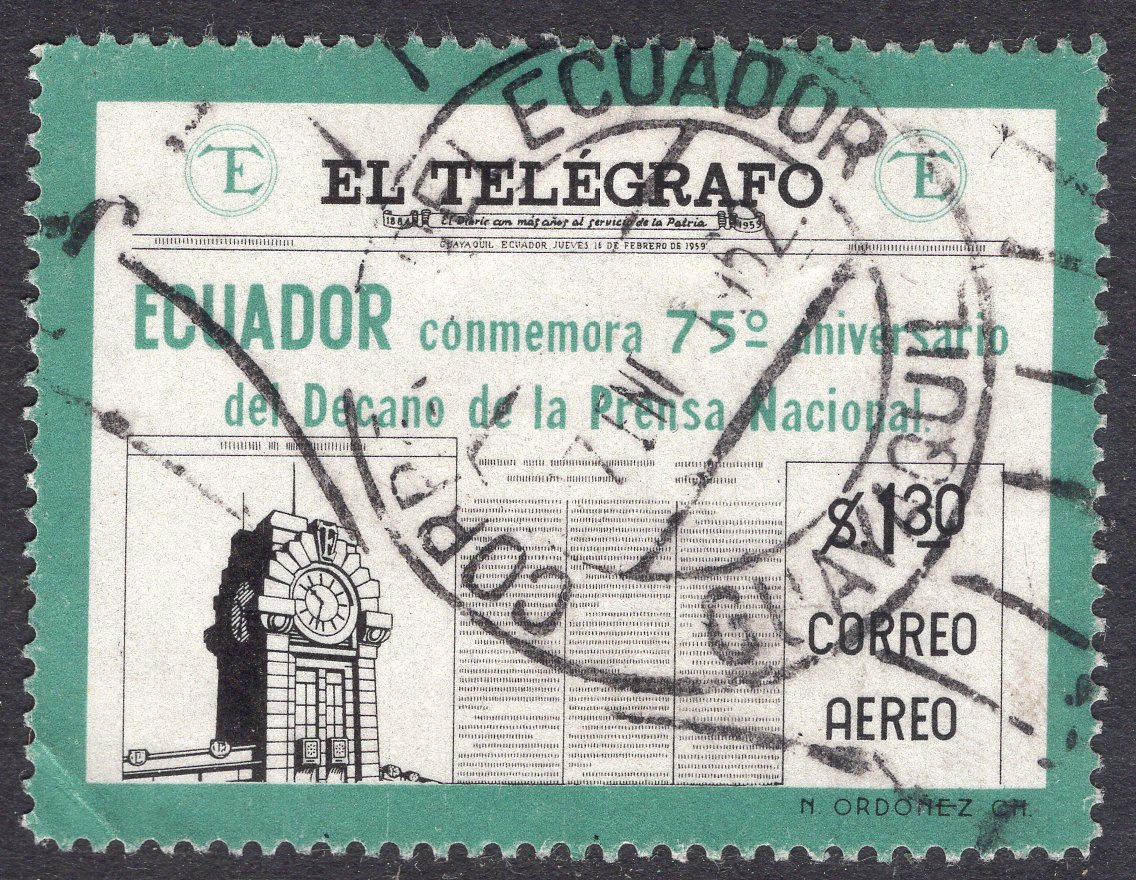 TE
EL TELÉGRAFO
TE
1884 El Diario con más años al servicio de la Patria 1959
GUAYAQUIL ECUADOR JUEVES 16 DE FEBRERO DE 1959
ECUADOR conmemora 75º aniversario
del Decano de la Prensa Nacional.
S/. 1.30
CORREO
AEREO
N. ORDOÑEZ CH.
ECUADOR
GUAYAQUIL